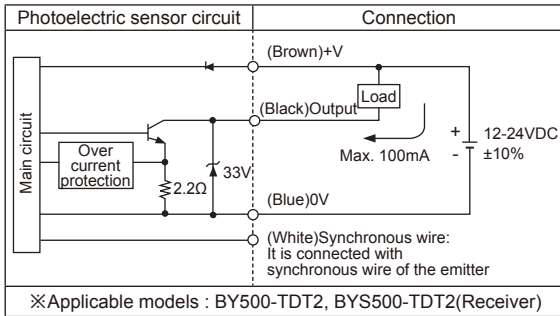 Photoelectric sensor circuit
Connection
(Brown)+V
(Black)Output
Load
Main circuit
Over
current
protection
2.2Ω
33V
Max. 100mA
+
-
12-24VDC
±10%
(Blue)0V
(White)Synchronous wire:
It is connected with
synchronous wire of the emitter
※Applicable models : BY500-TDT2, BYS500-TDT2(Receiver)